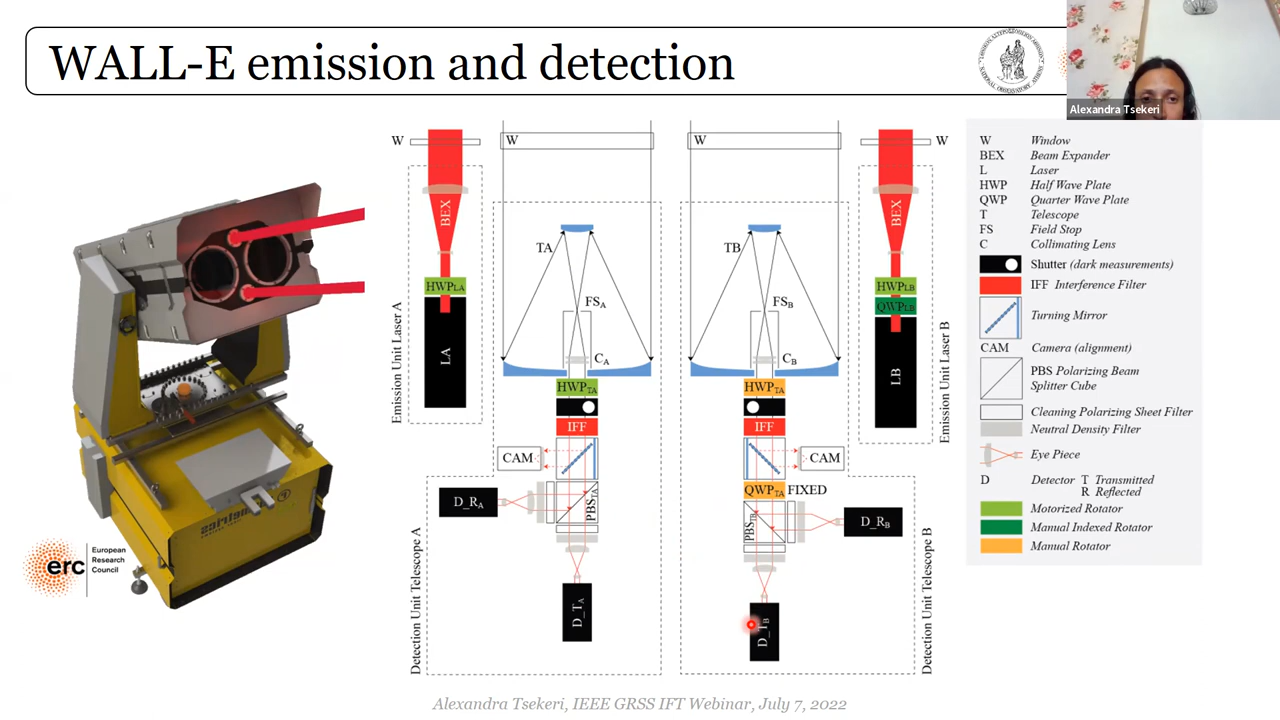 WALL-E emission and detection
Alexandra Tsekeri
W
W
W
W
BEX
BEX
TA
TB
FSA
FSB
HWPLA
HWPLB
QWPLB
LA
LB
CA
CB
HWPTA
HWPTA
IFF
IFF
CAM
CAM
QWPTA FIXED
D_RA
PBSTA
PBSTB
D_RB
D_TA
D_TB
Emission Unit Laser A
Emission Unit Laser B
Detection Unit Telescope A
Detection Unit Telescope B
W Window
BEX Beam Expander
L Laser
HWP Half Wave Plate
QWP Quarter Wave Plate
T Telescope
FS Field Stop
C Collimating Lens
Shutter (dark measurements)
IFF Interference Filter
Turning Mirror
CAM Camera (alignment)
PBS Polarizing Beam
Splitter Cube
Cleaning Polarizing Sheet Filter
Neutral Density Filter
Eye Piece
D Detector T Transmitted
R Reflected
Motorized Rotator
Manual Indexed Rotator
Manual Rotator
erc
European
Research
Council
Alexandra Tsekeri, IEEE GRSS IFT Webinar, July 7, 2022